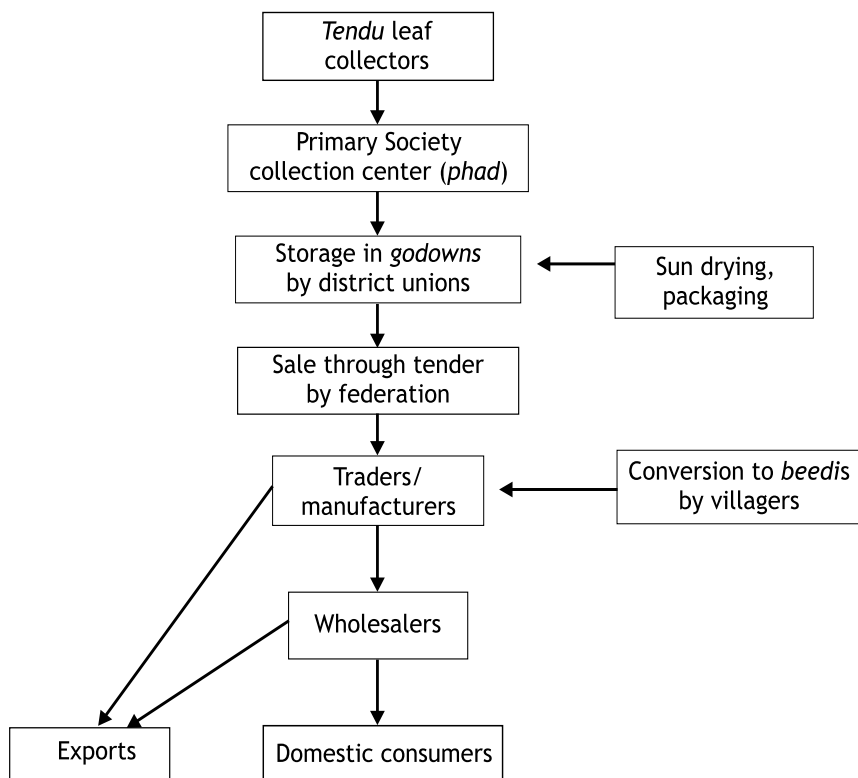 Tendu leaf
collectors
Primary Society
collection center (phad)
Storage in godowns
by district unions
Sun drying,
packaging
Sale through tender
by federation
Traders/
manufacturers
Conversion to beedis
by villagers
Wholesalers
Exports
Domestic consumers